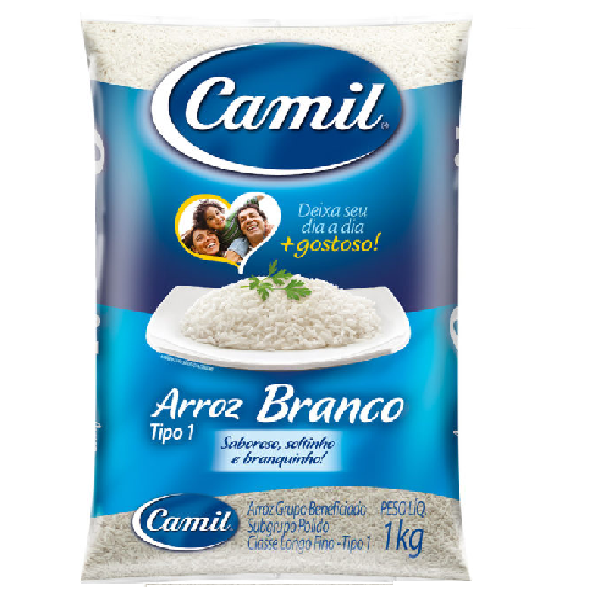 Camil
Deixa seu
dia a dia
+gostoso!
Arroz Branco
Tipo 1
Saboroso, soltinho
e branquinho!
Camil
Arroz Grupo Beneficiado
Subgrupo Polido
Classe Longo Fino - Tipo 1
PESO LÍQ.
1kg